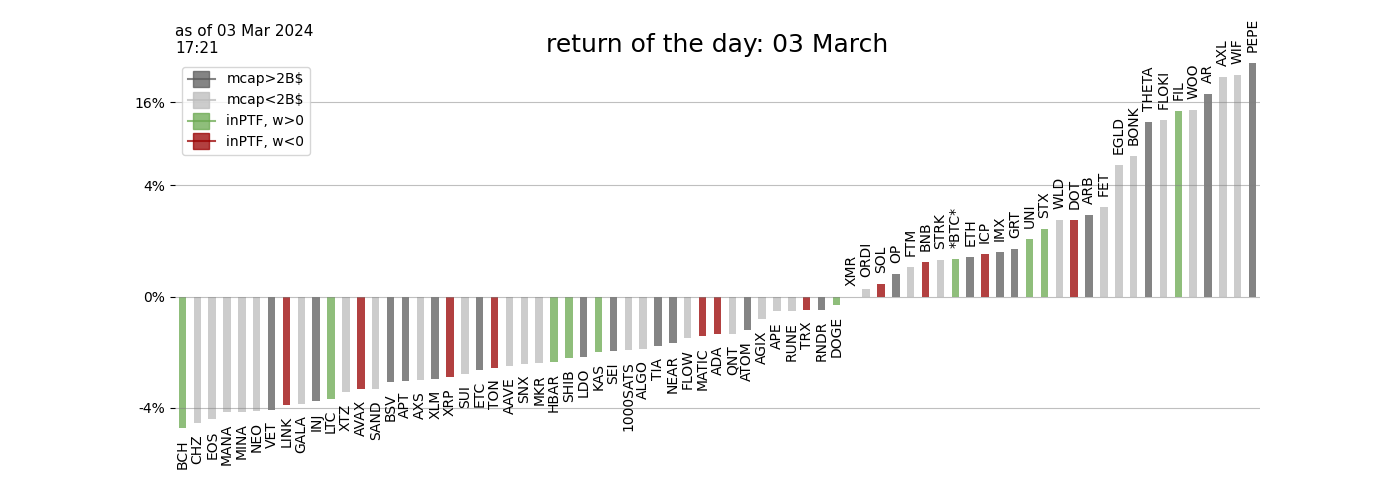 as of 03 Mar 2024
17:21
return of the day: 03 March
mcap>2B$
mcap<2B$
inPTF, w>0
inPTF, w<0
16%
4%
0%
-4%
BCH
CHZ
EOS
MANA
MINA
NEO
VET
LINK
GALA
INJ
LTC
XTZ
AVAX
SAND
BSV
APT
AXS
XLM
XRP
SUI
ETC
TON
AAVE
SNX
MKR
HBAR
SHIB
LDO
KAS
SEI
1000SATS
ALGO
TIA
NEAR
FLOW
MATIC
ADA
QNT
ATOM
AGIX
APE
RUNE
TRX
RNDR
DOGE
XMR
ORDI
SOL
OP
FTM
BNB
STRK
*BTC*
ETH
ICP
IMX
GRT
UNI
STX
WLD
DOT
ARB
FET
EGLD
BONK
THETA
FLOKI
FIL
WOO
AR
AXL
WIF
PEPE